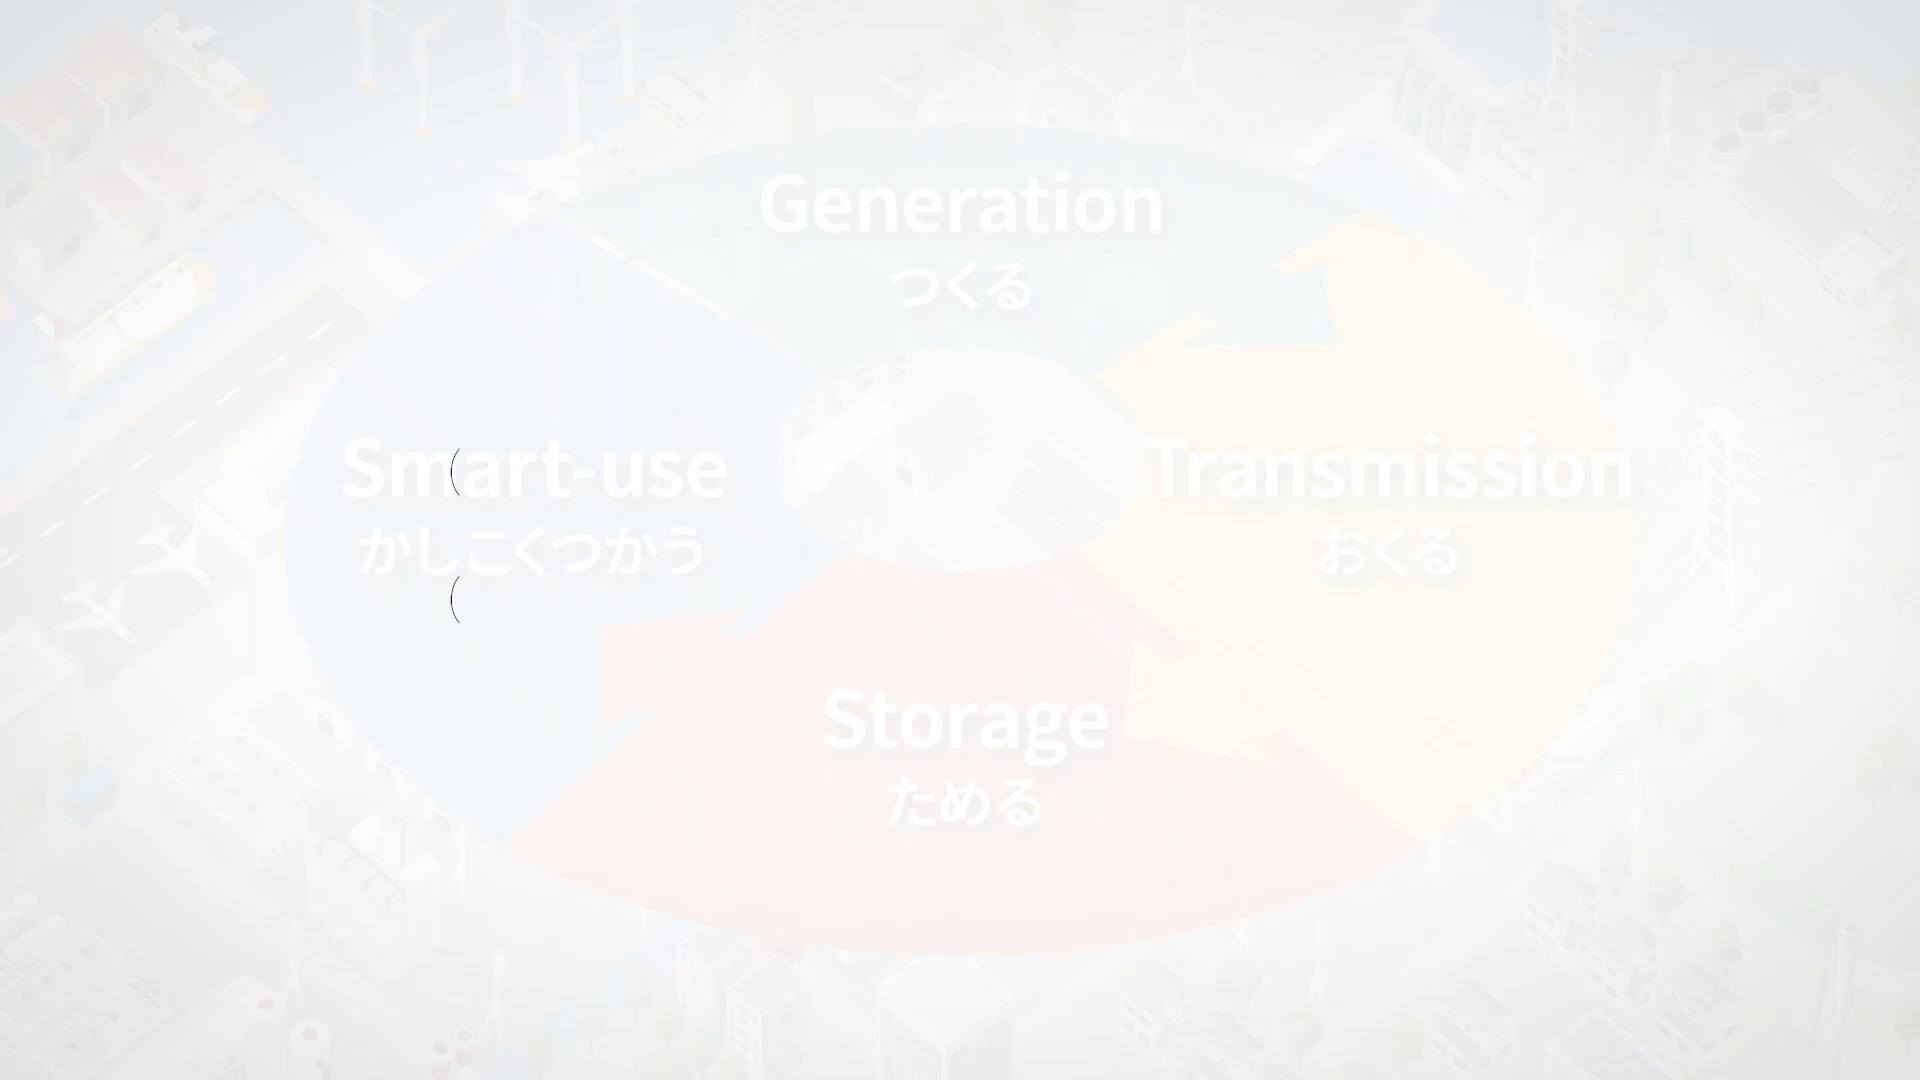 Generation
つくる
Smart-use
かしこくつかう
Transmission
おくる
Storage
ためる
(
(